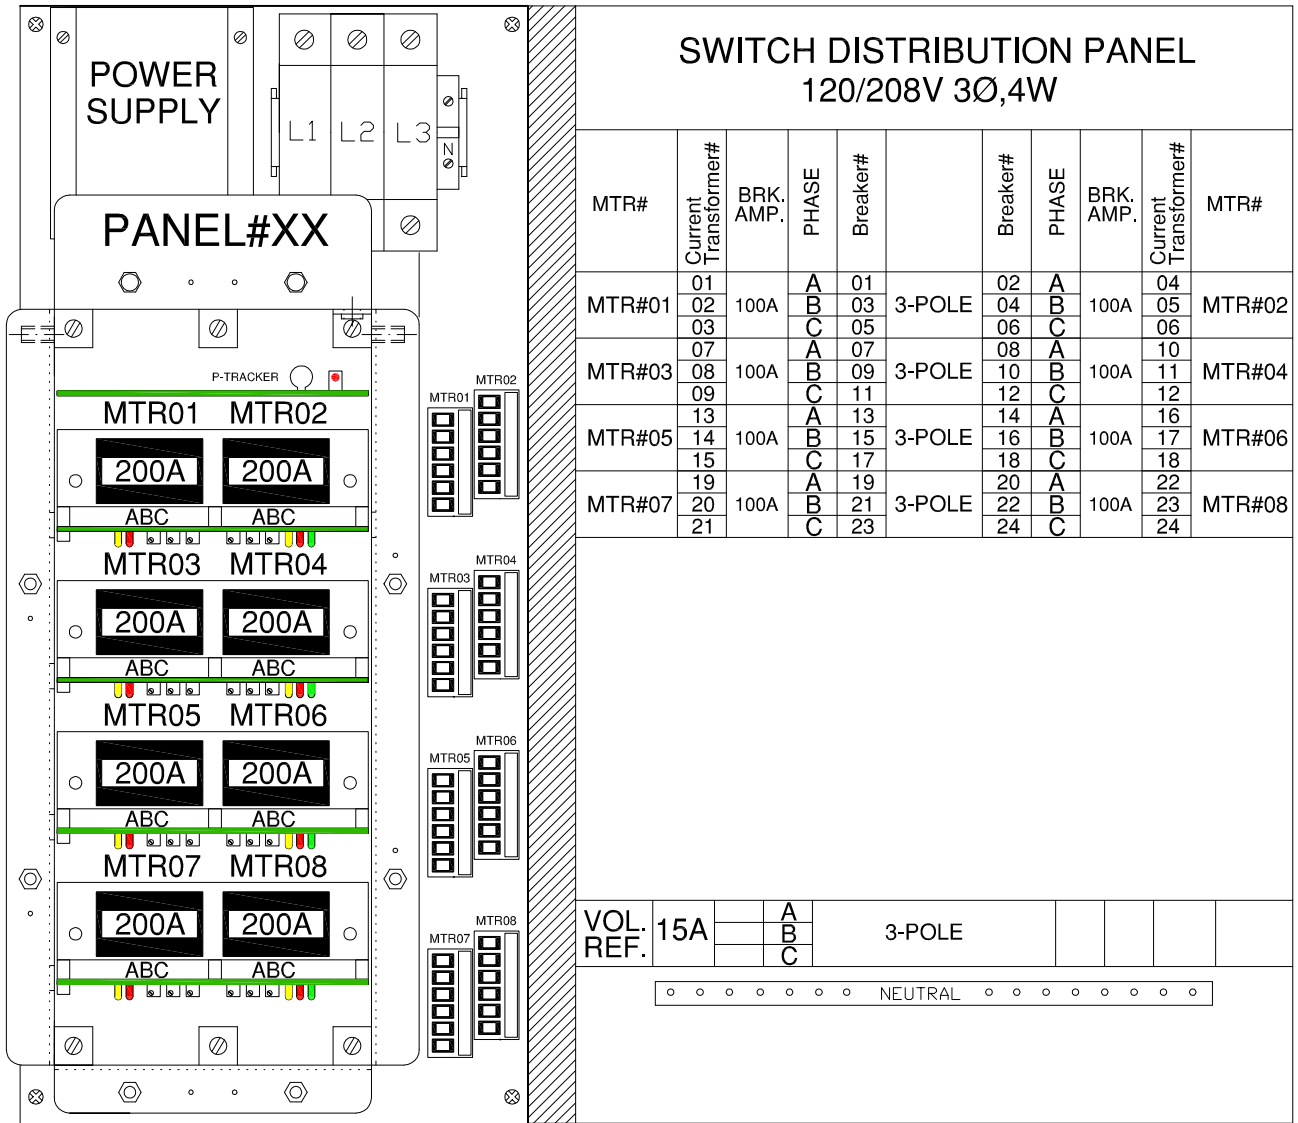 POWER
SUPPLY
L1 L2 L3
N
PANEL#XX
P-TRACKER
MTR01 MTR02
200A 200A
ABC ABC
MTR03 MTR04
200A 200A
ABC ABC
MTR05 MTR06
200A 200A
ABC ABC
MTR07 MTR08
200A 200A
ABC ABC
MTR01 MTR02
MTR03 MTR04
MTR05 MTR06
MTR07 MTR08
SWITCH DISTRIBUTION PANEL
120/208V 3Ø,4W
MTR# Current Transformer# BRK. AMP. PHASE Breaker# Breaker# PHASE BRK. AMP. Current Transformer# MTR#
01 A 01 02 A 04
MTR#01 02 100A B 03 3-POLE 04 B 100A 05 MTR#02
03 C 05 06 C 06
07 A 07 08 A 10
MTR#03 08 100A B 09 3-POLE 10 B 100A 11 MTR#04
09 C 11 12 C 12
13 A 13 14 A 16
MTR#05 14 100A B 15 3-POLE 16 B 100A 17 MTR#06
15 C 17 18 C 18
19 A 19 20 A 22
MTR#07 20 100A B 21 3-POLE 22 B 100A 23 MTR#08
21 C 23 24 C 24
VOL. REF. 15A A B C 3-POLE
NEUTRAL